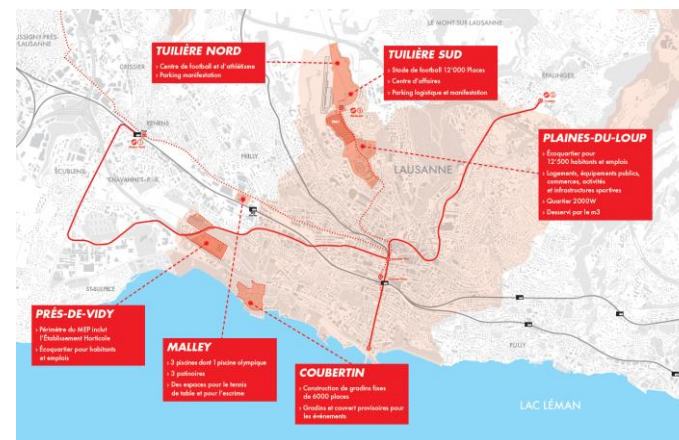 BUSSIGNY-PRÈS-
LAUSANNE
LE MONT-SUR-LAUSANNE
CRISSIER
TUILIÈRE NORD
› Centre de football et d'athlétisme
› Parking manifestation
TUILIÈRE SUD
› Stade de football 12'000 Places
› Centre d'affaires
› Parking logistique et manifestation
EPALINGES
RENENS
PLAINES-DU-LOUP
› Écoquartier pour
12'500 habitants et emplois
› Logements, équipements publics,
commerces, activités
et infrastructures sportives
› Quartier 2000W
› Desservi par le m3
PRILLY
LAUSANNE
ÉCUBLENS
CHAVANNES-P.-R.
ST-SULPICE
PRÉS-DE-VIDY
› Périmètre du MEP inclut
l'Établissement Horticole
› Écoquartier pour habitants
et emplois
MALLEY
› 3 piscines dont 1 piscine olympique
› 3 patinoires
› Des espaces pour le tennis
de table et pour l'escrime
COUBERTIN
› Construction de gradins fixes
de 6000 places
› Gradins et couvert provisoires pour
les événements
PULLY
LAC LÉMAN